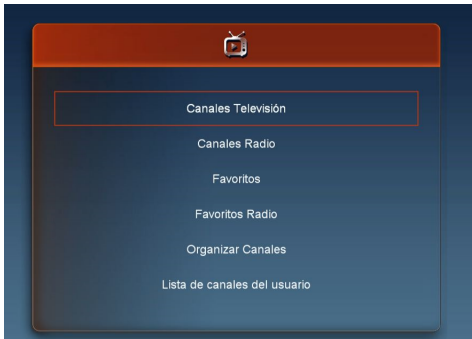 Canales Televisión
Canales Radio
Favoritos
Favoritos Radio
Organizar Canales
Lista de canales del usuario